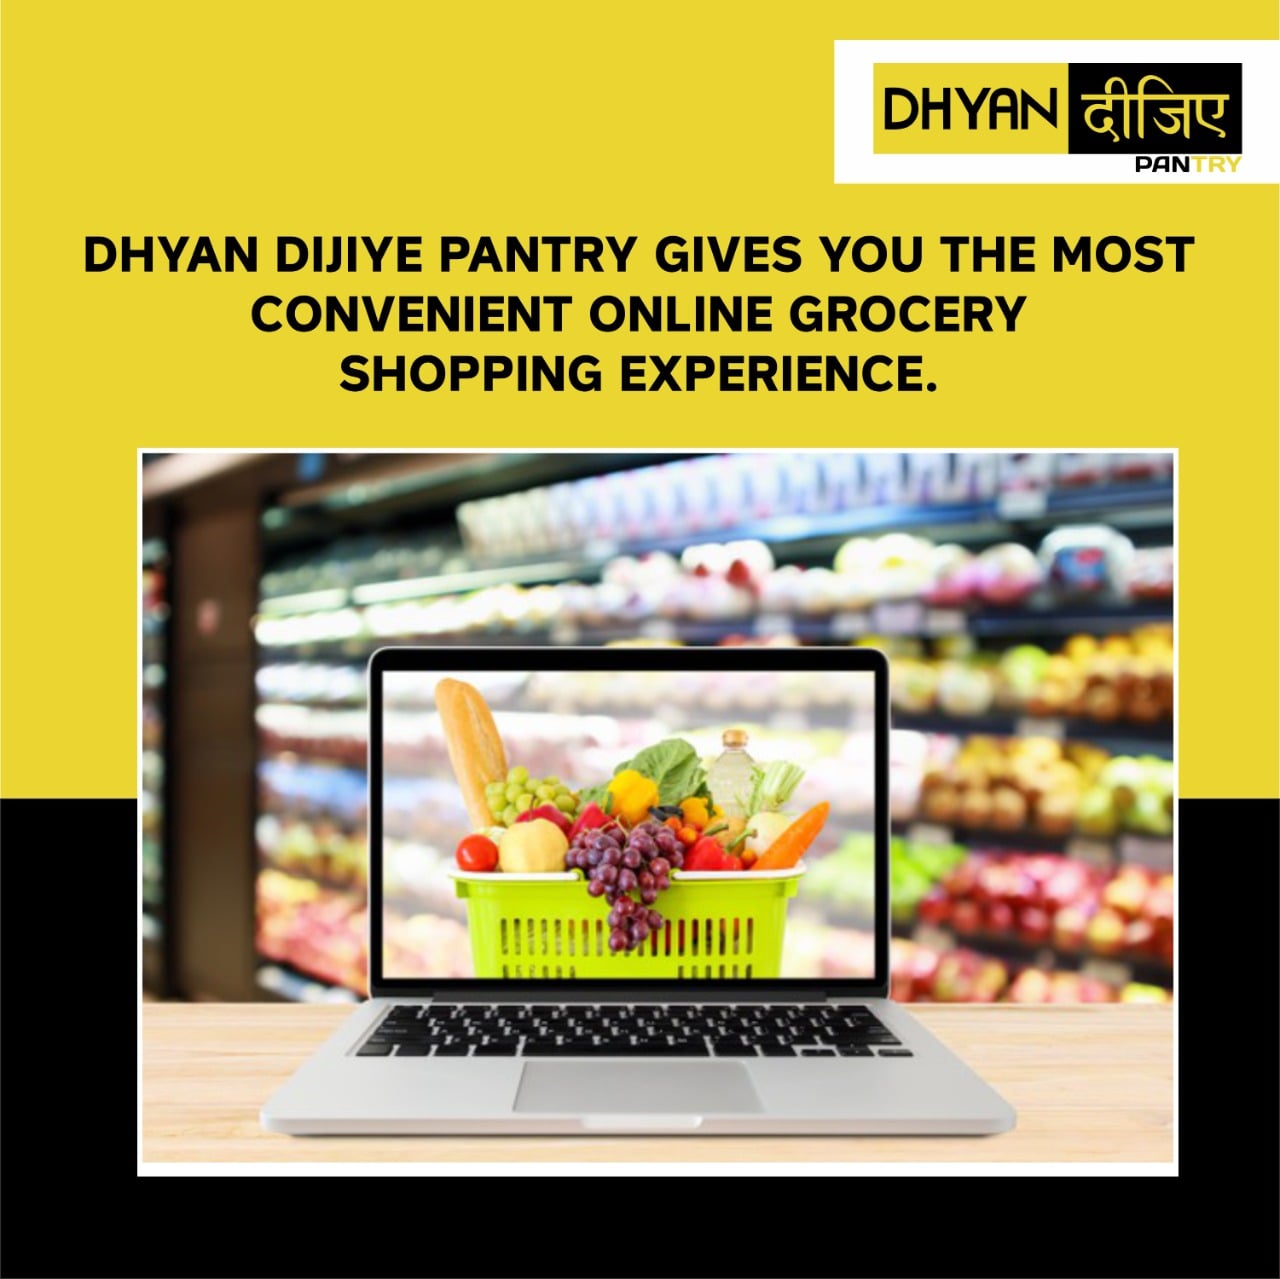 DHYAN दीजिए
PANTRY
DHYAN DIJIYE PANTRY GIVES YOU THE MOST
CONVENIENT ONLINE GROCERY
SHOPPING EXPERIENCE.